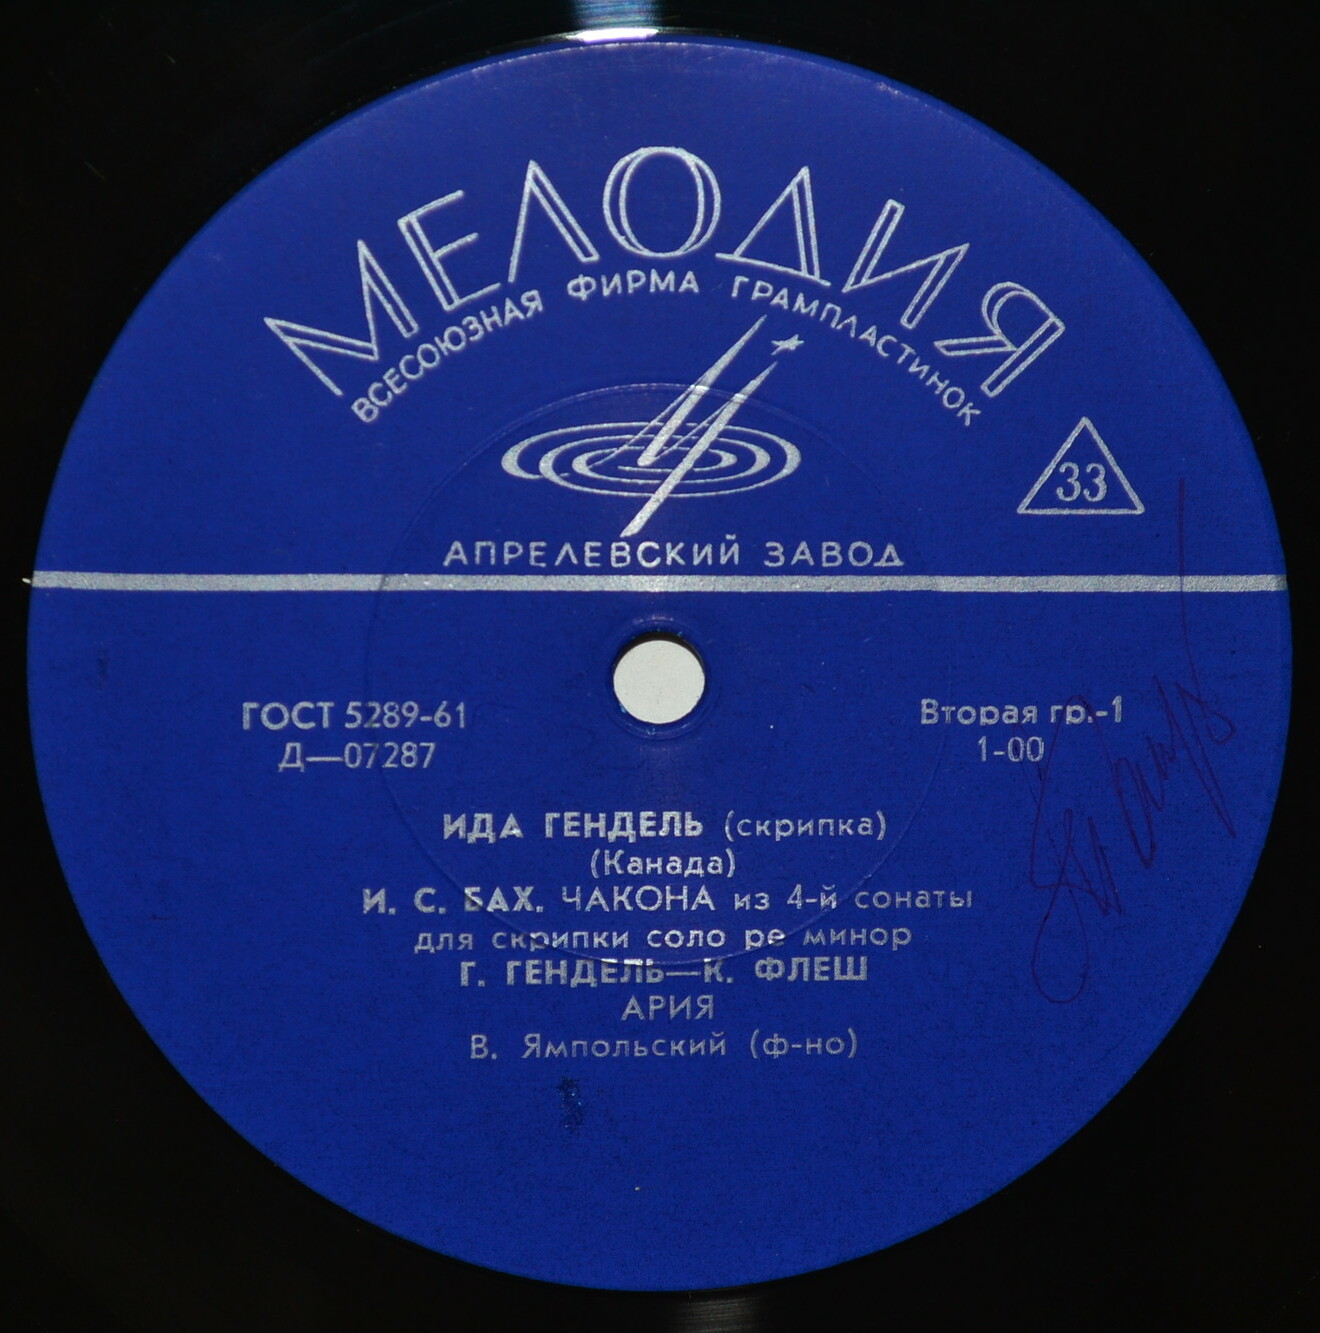 МЕЛОДИЯ
ВСЕСОЮЗНАЯ ФИРМА ГРАМПЛАСТИНОК
33
АПРЕЛЕВСКИЙ ЗАВОД
ГОСТ 5289-61
Д—07287
Вторая гр.-1
1-00
ИДА ГЕНДЕЛЬ (скрипка)
(Канада)
И. С. БАХ. ЧАКОНА из 4-й сонаты
для скрипки соло ре минор
Г. ГЕНДЕЛЬ—К. ФЛЕШ
АРИЯ
В. Ямпольский (ф-но)